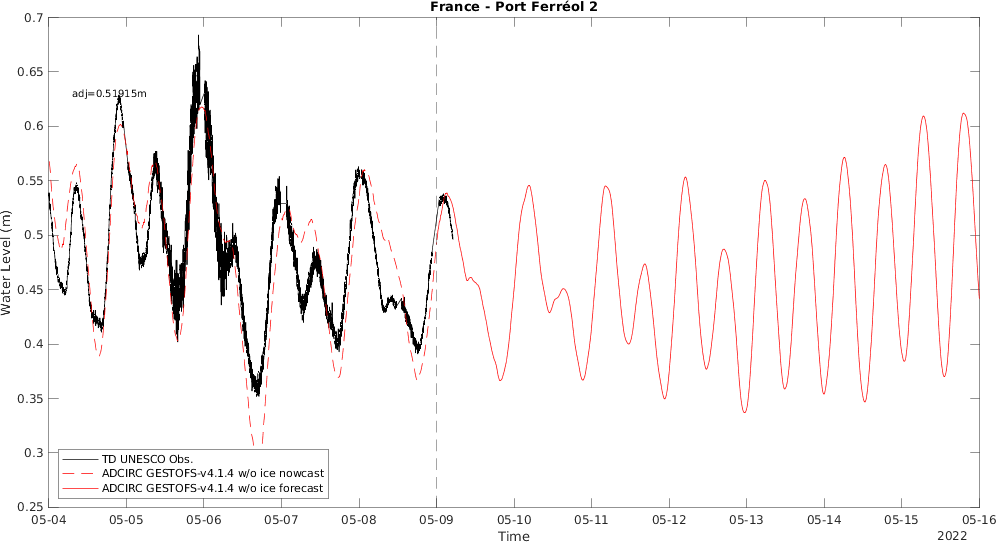 France - Port Ferréol 2
0.7
0.65
0.6
0.55
0.5
0.45
0.4
0.35
0.3
0.25
Water Level (m)
adj=0.51915m
TD UNESCO Obs.
ADCIRC GESTOFS-v4.1.4 w/o ice nowcast
ADCIRC GESTOFS-v4.1.4 w/o ice forecast
05-04 05-05 05-06 05-07 05-08 05-09 05-10 05-11 05-12 05-13 05-14 05-15 05-16
Time
2022